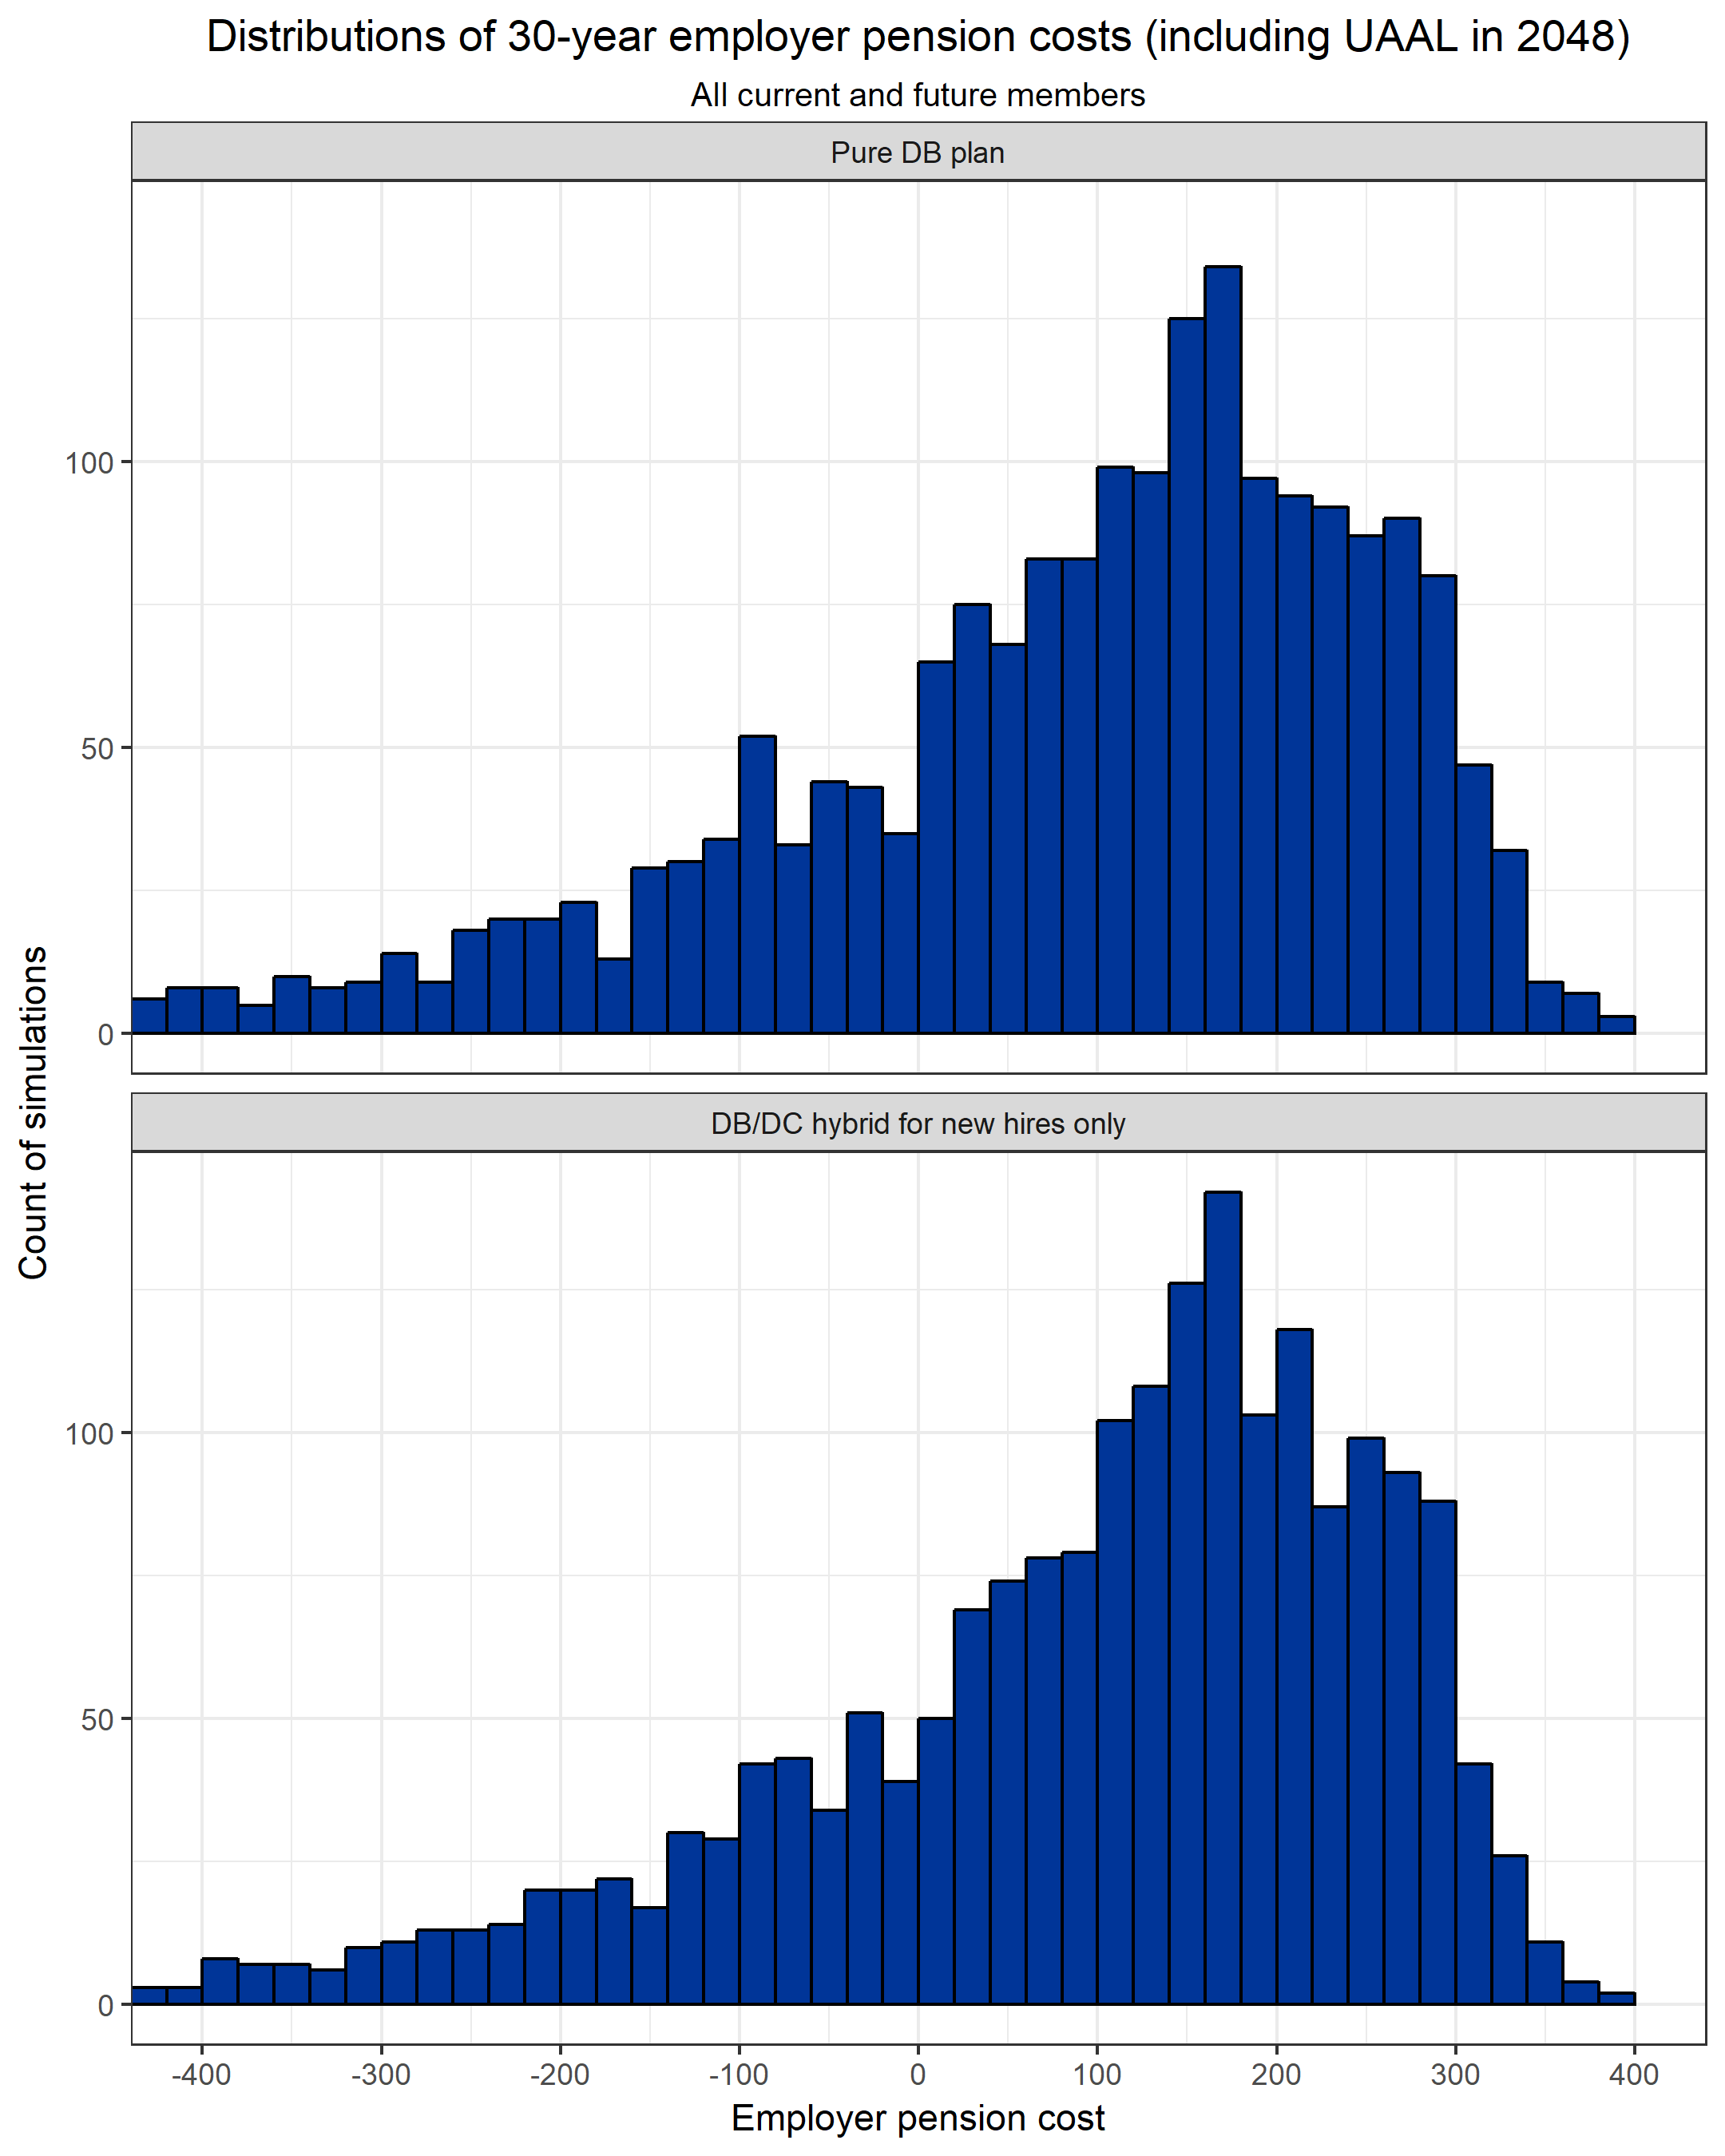 Distributions of 30-year employer pension costs (including UAAL in 2048)
All current and future members
Pure DB plan
100
50
0
DB/DC hybrid for new hires only
100
50
0
Count of simulations
-400 -300 -200 -100 0 100 200 300 400
Employer pension cost